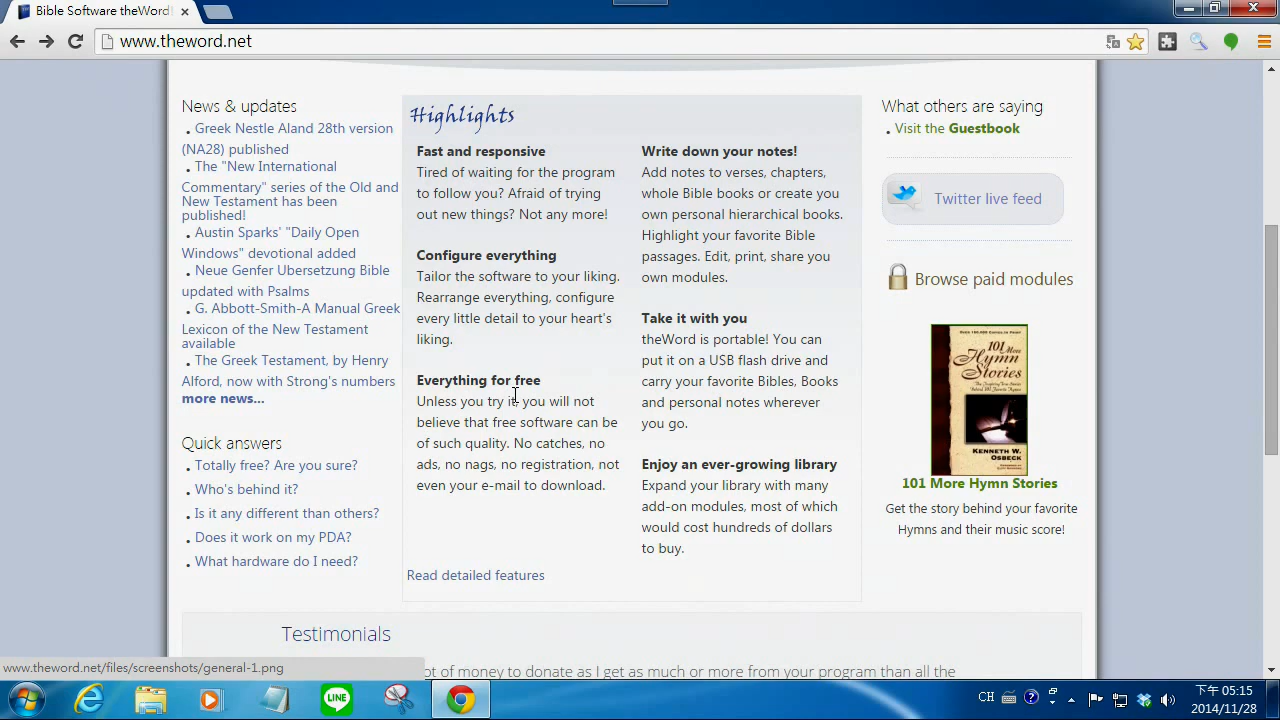 Bible Software theWord
www.theword.net
News & updates
Greek Nestle Aland 28th version
(NA28) published
The "New International
Commentary" series of the Old and
New Testament has been
published!
Austin Sparks' "Daily Open
Windows" devotional added
Neue Genfer Ubersetzung Bible
updated with Psalms
G. Abbott-Smith-A Manual Greek
Lexicon of the New Testament
available
The Greek Testament, by Henry
Alford, now with Strong's numbers
more news...
Quick answers
Totally free? Are you sure?
Who's behind it?
Is it any different than others?
Does it work on my PDA?
What hardware do I need?
Highlights
Fast and responsive
Tired of waiting for the program
to follow you? Afraid of trying
out new things? Not any more!
Configure everything
Tailor the software to your liking.
Rearrange everything, configure
every little detail to your heart's
liking.
Everything for free
Unless you try it, you will not
believe that free software can be
of such quality. No catches, no
ads, no nags, no registration, not
even your e-mail to download.
Write down your notes!
Add notes to verses, chapters,
whole Bible books or create you
own personal hierarchical books.
Highlight your favorite Bible
passages. Edit, print, share you
own modules.
Take it with you
theWord is portable! You can
put it on a USB flash drive and
carry your favorite Bibles, Books
and personal notes wherever
you go.
Enjoy an ever-growing library
Expand your library with many
add-on modules, most of which
would cost hundreds of dollars
to buy.
Read detailed features
What others are saying
Visit the Guestbook
Twitter live feed
Browse paid modules
101 More
Hymn
Stories
KENNETH W.
OSBECK
101 More Hymn Stories
Get the story behind your favorite
Hymns and their music score!
Testimonials
ot of money to donate as I get as much or more from your program than all the
www.theword.net/files/screenshots/general-1.png
LINE
CH
下午 05:15
2014/11/28